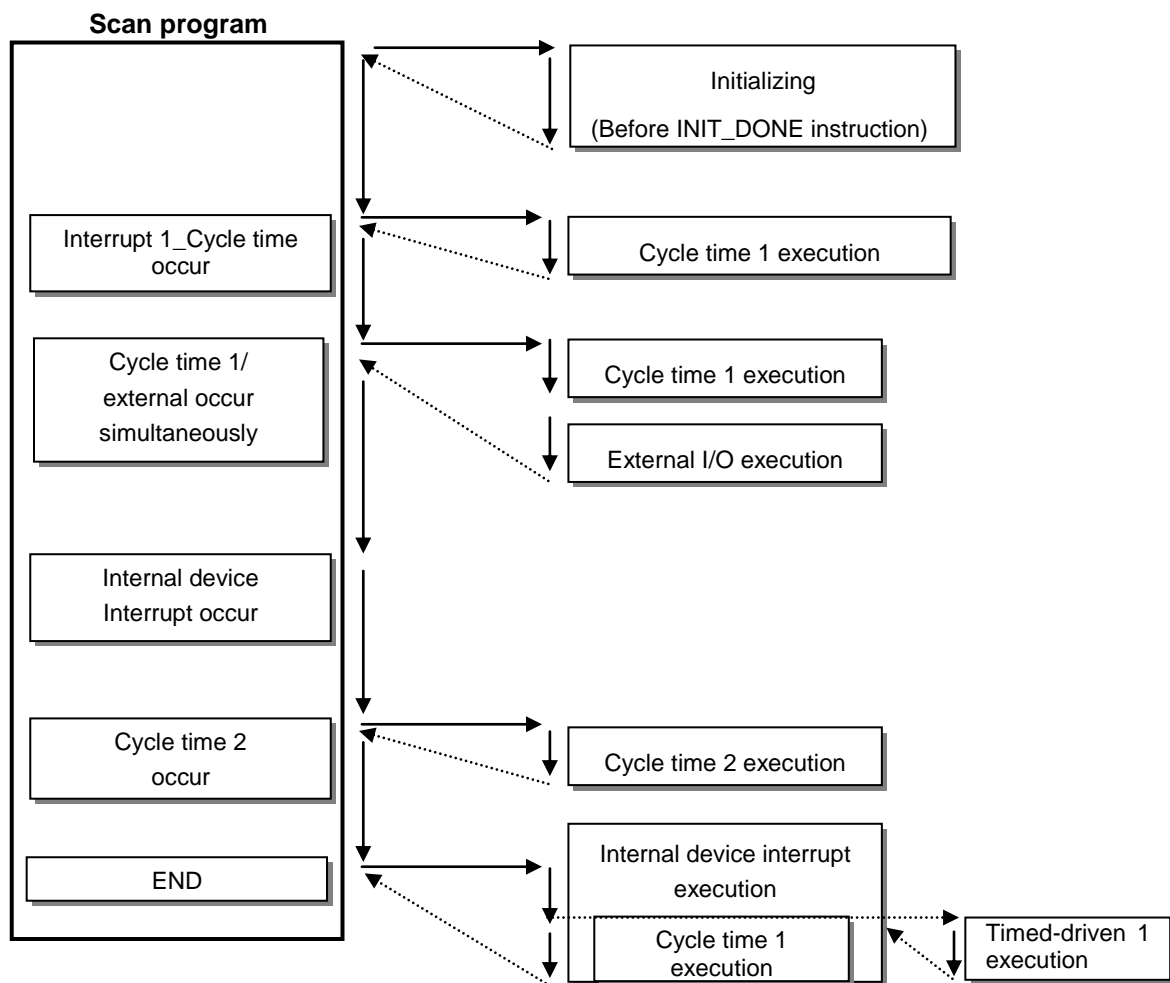 Scan program
Initializing
(Before INIT_DONE instruction)
Interrupt 1_Cycle time
occur
Cycle time 1 execution
Cycle time 1/
external occur
simultaneously
Cycle time 1 execution
External I/O execution
Internal device
Interrupt occur
Cycle time 2
occur
Cycle time 2 execution
END
Internal device interrupt
execution
Cycle time 1
execution
Timed-driven 1
execution